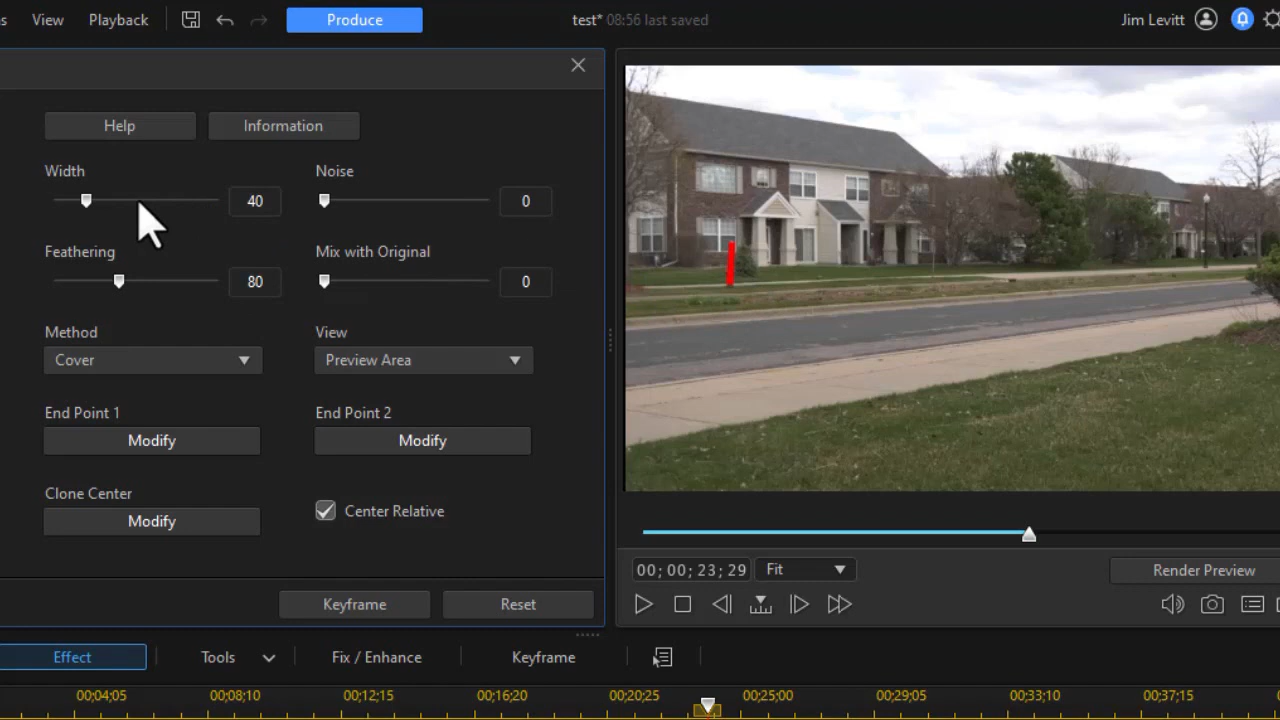 View Playback Produce test* 08:56 last saved Jim Levitt
Help Information
Width Noise
40 0
Feathering Mix with Original
80 0
Method View
Cover Preview Area
End Point 1 End Point 2
Modify Modify
Clone Center
Modify Center Relative
00; 00; 23; 29 Fit Render Preview
Keyframe Reset
Effect Tools Fix / Enhance Keyframe
00;04;05 00;08;10 00;12;15 00;16;20 00;20;25 00;25;00 00;29;05 00;33;10 00;37;15